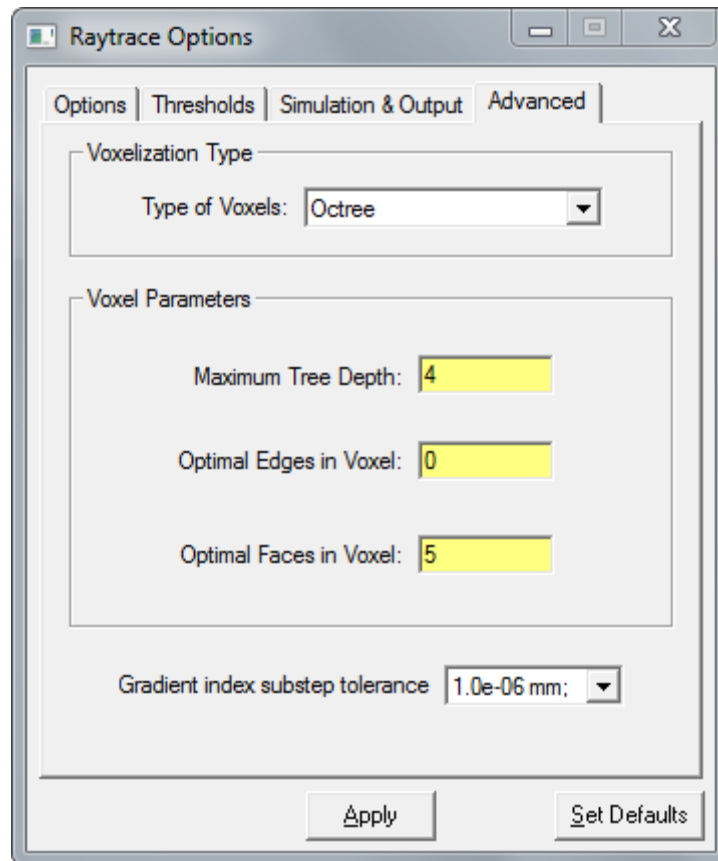 Raytrace Options
Options Thresholds Simulation & Output Advanced
Voxelization Type
Type of Voxels: Octree
Voxel Parameters
Maximum Tree Depth: 4
Optimal Edges in Voxel: 0
Optimal Faces in Voxel: 5
Gradient index substep tolerance 1.0e-06 mm;
Apply Set Defaults